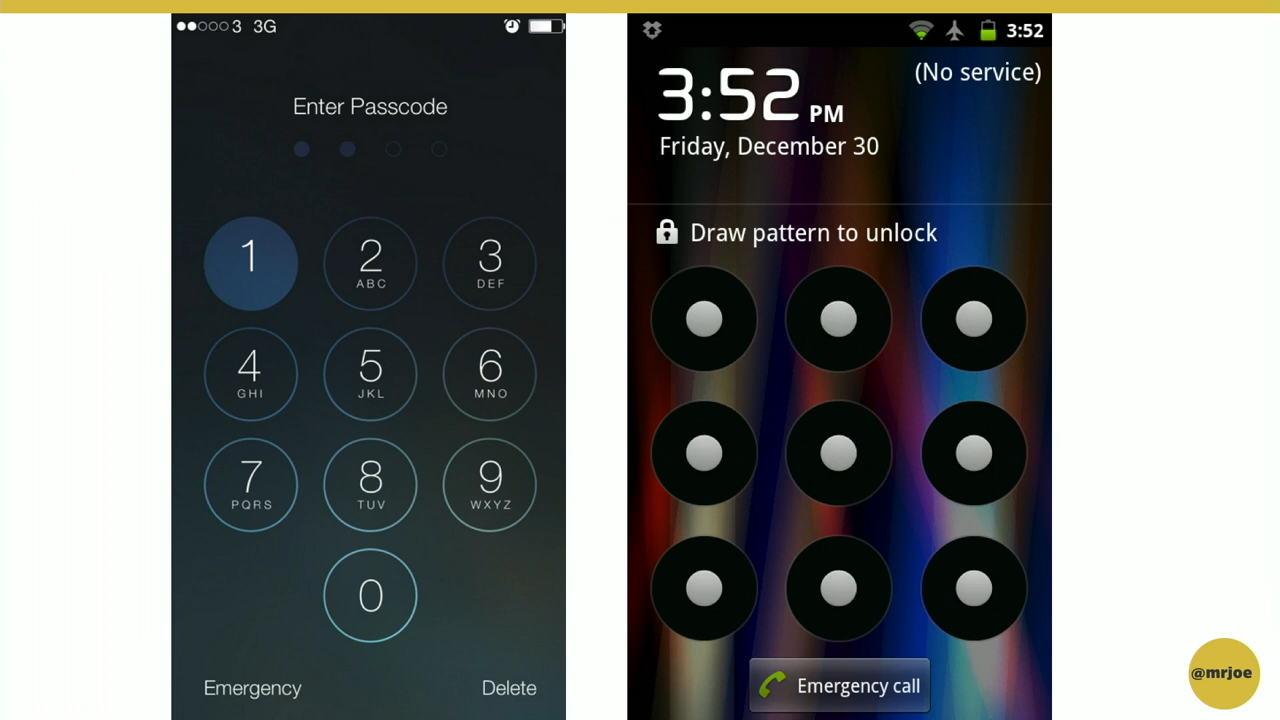 3 3G
Enter Passcode
1
2
ABC
3
DEF
4
GHI
5
JKL
6
MNO
7
PQRS
8
TUV
9
WXYZ
0
Emergency Delete
3:52
(No service)
3:52 PM
Friday, December 30
Draw pattern to unlock
Emergency call
@mrjoe